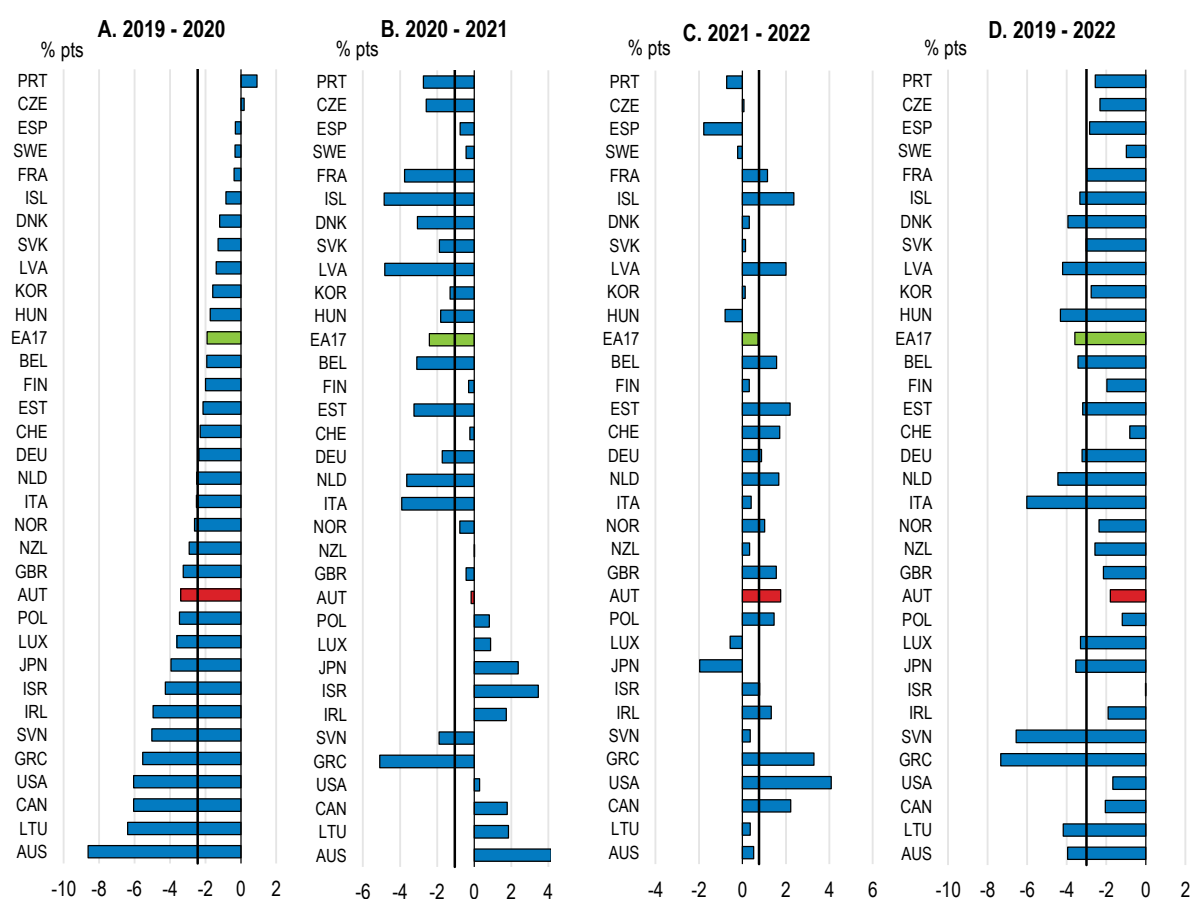 A. 2019 - 2020
% pts
PRT
CZE
ESP
SWE
FRA
ISL
DNK
SVK
LVA
KOR
HUN
EA17
BEL
FIN
EST
CHE
DEU
NLD
ITA
NOR
NZL
GBR
AUT
POL
LUX
JPN
ISR
IRL
SVN
GRC
USA
CAN
LTU
AUS
-10 -8 -6 -4 -2 0 2
B. 2020 - 2021
% pts
PRT
CZE
ESP
SWE
FRA
ISL
DNK
SVK
LVA
KOR
HUN
EA17
BEL
FIN
EST
CHE
DEU
NLD
ITA
NOR
NZL
GBR
AUT
POL
LUX
JPN
ISR
IRL
SVN
GRC
USA
CAN
LTU
AUS
-6 -4 -2 0 2 4
C. 2021 - 2022
% pts
PRT
CZE
ESP
SWE
FRA
ISL
DNK
SVK
LVA
KOR
HUN
EA17
BEL
FIN
EST
CHE
DEU
NLD
ITA
NOR
NZL
GBR
AUT
POL
LUX
JPN
ISR
IRL
SVN
GRC
USA
CAN
LTU
AUS
-4 -2 0 2 4 6
D. 2019 - 2022
% pts
PRT
CZE
ESP
SWE
FRA
ISL
DNK
SVK
LVA
KOR
HUN
EA17
BEL
FIN
EST
CHE
DEU
NLD
ITA
NOR
NZL
GBR
AUT
POL
LUX
JPN
ISR
IRL
SVN
GRC
USA
CAN
LTU
AUS
-10 -8 -6 -4 -2 0 2